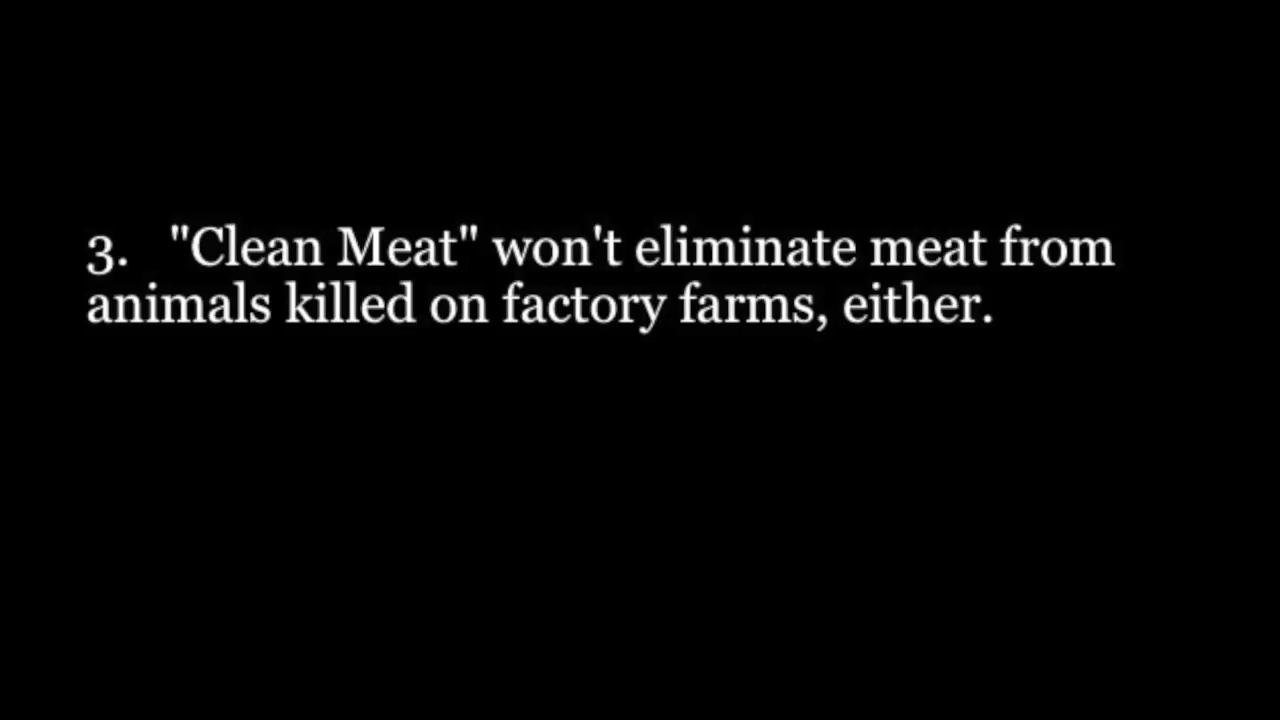 3. "Clean Meat" won't eliminate meat from
animals killed on factory farms, either.